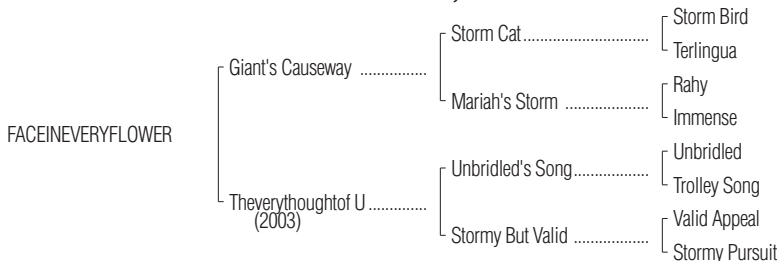 Storm Bird
Storm Cat..............................
Terlingua
Giant's Causeway ................
Rahy
Mariah's Storm ....................
Immense
FACEINEVERYFLOWER
Unbridled
Unbridled's Song..................
Trolley Song
Theverythoughtof U ..............
(2003)
Valid Appeal
Stormy But Valid ..................
Stormy Pursuit